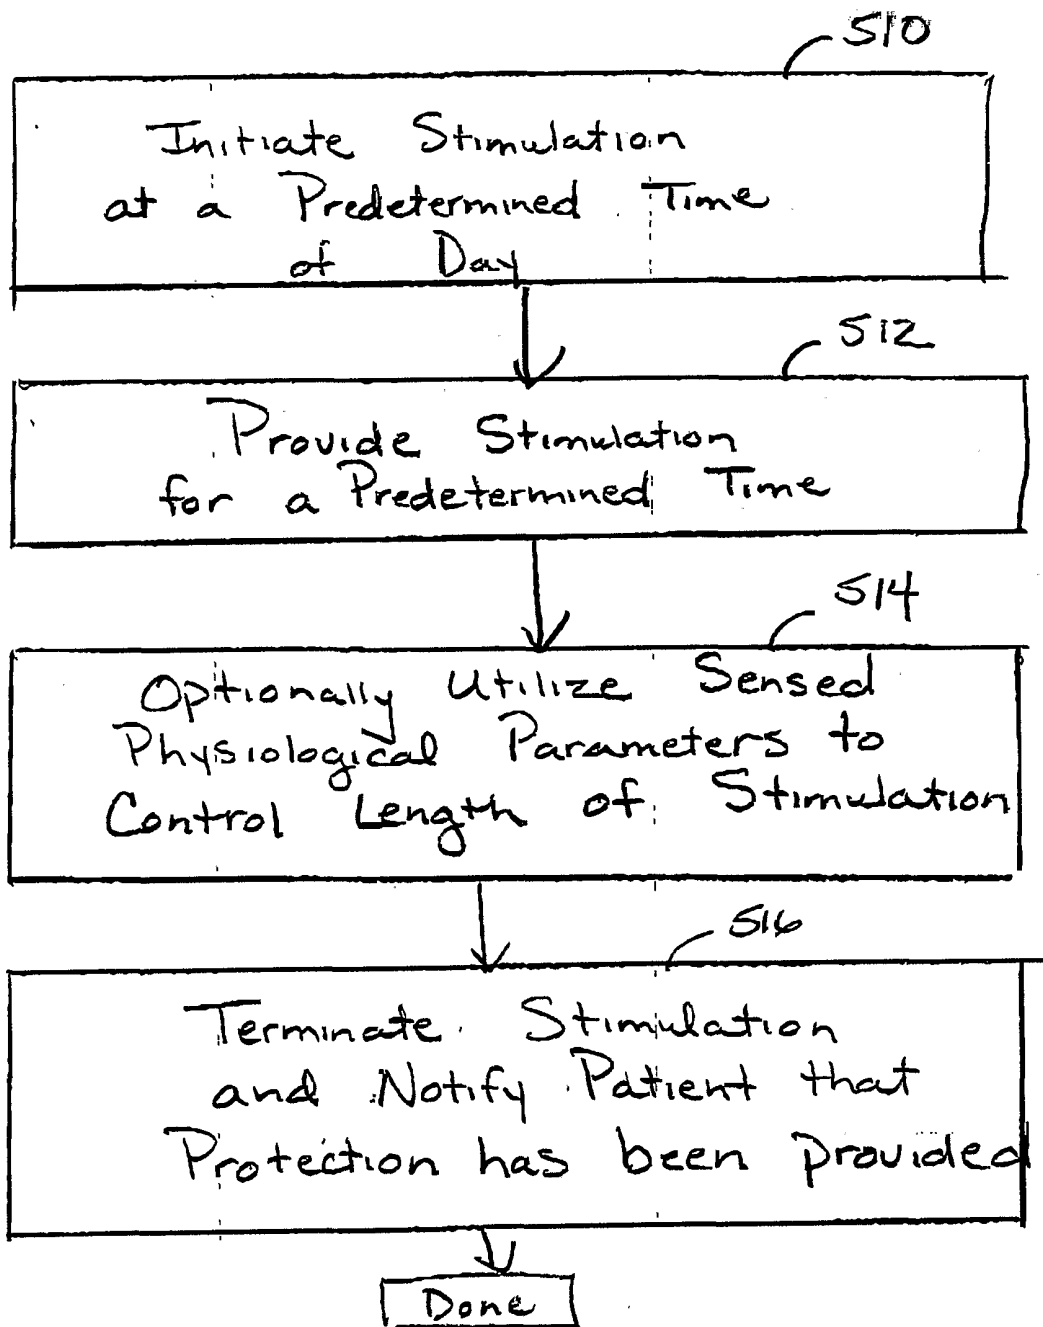 510
Initiate Stimulation
at a Predetermined Time
of Day
512
Provide Stimulation
for a Predetermined Time
514
Optionally Utilize Sensed
Physiological Parameters to
Control Length of Stimulation
516
Terminate Stimulation
and Notify Patient that
Protection has been provided
Done